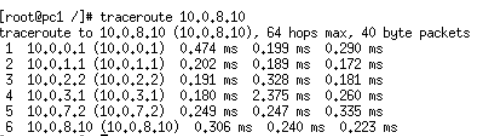 [root@pc1 /]# traceroute 10.0.8.10
traceroute to 10.0.8.10 (10.0.8.10), 64 hops max, 40 byte packets
1 10.0.0.1 (10.0.0.1) 0.474 ms 0.199 ms 0.290 ms
2 10.0.1.1 (10.0.1.1) 0.202 ms 0.189 ms 0.172 ms
3 10.0.2.2 (10.0.2.2) 0.191 ms 0.328 ms 0.181 ms
4 10.0.3.1 (10.0.3.1) 0.180 ms 2.375 ms 0.260 ms
5 10.0.7.2 (10.0.7.2) 0.249 ms 0.247 ms 0.335 ms
6 10.0.8.10 (10.0.8.10) 0.306 ms 0.240 ms 0.223 ms